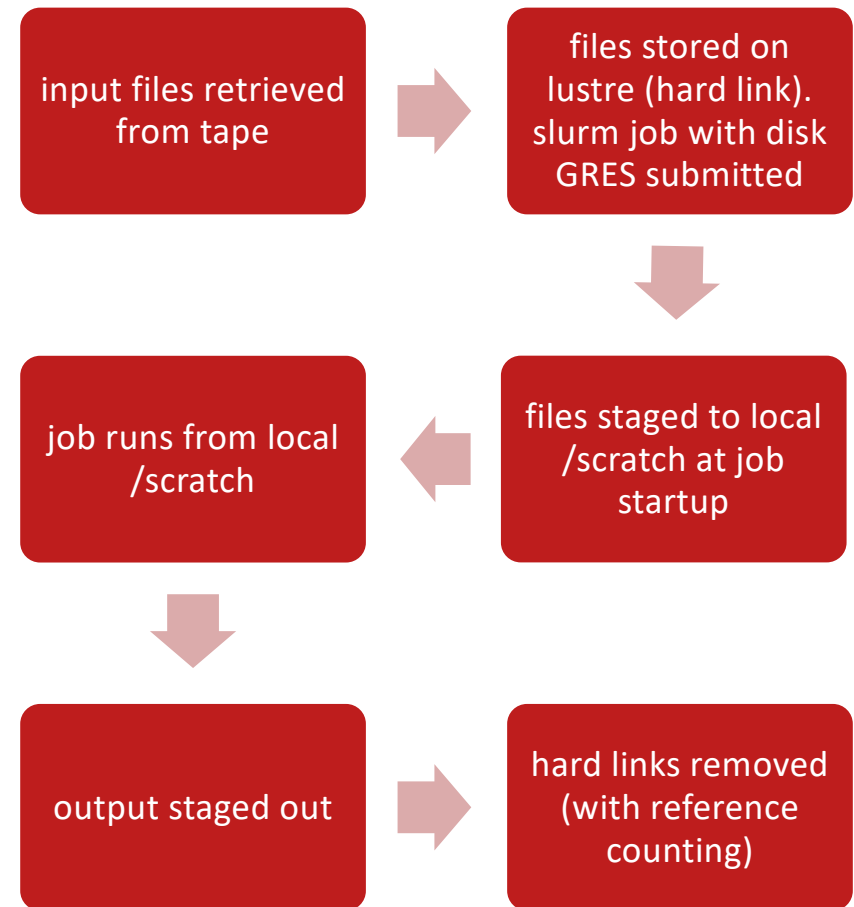 input files retrieved
from tape
files stored on
lustre (hard link).
slurm job with disk
GRES submitted
files staged to local
/scratch at job
startup
job runs from local
/scratch
output staged out
hard links removed
(with reference
counting)